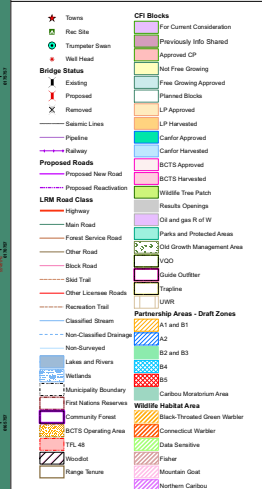 Towns
Rec Site
Trumpeter Swan
Well Head
Bridge Status
Existing
Proposed
Removed
Seismic Lines
Pipeline
Railway
Proposed Roads
Proposed New Road
Proposed Reactivation
LRM Road Class
Highway
Main Road
Forest Service Road
Other Road
Block Road
Skid Trail
Other Licensee Roads
Recreation Trail
Classified Stream
Non-Classified Drainage
Non-Surveyed
Lakes and Rivers
Wetlands
Municipality Boundary
First Nations Reserves
Community Forest
BCTS Operating Area
TFL 48
Woodlot
Range Tenure
CFI Blocks
For Current Consideration
Previously Info Shared
Approved CP
Not Free Growing
Free Growing Approved
Planned Blocks
LP Approved
LP Harvested
Canfor Approved
Canfor Harvested
BCTS Approved
BCTS Harvested
Wildlife Tree Patch
Results Openings
Oil and gas R of W
Parks and Protected Areas
Old Growth Management Area
VQO
Guide Outfitter
Trapline
UWR
Partnership Areas - Draft Zones
A1 and B1
A2
B2 and B3
B4
B5
Caribou Moratorium Area
Wildlife Habitat Area
Black-Throated Green Warbler
Connecticut Warbler
Data Sensitive
Fisher
Mountain Goat
Northern Caribou